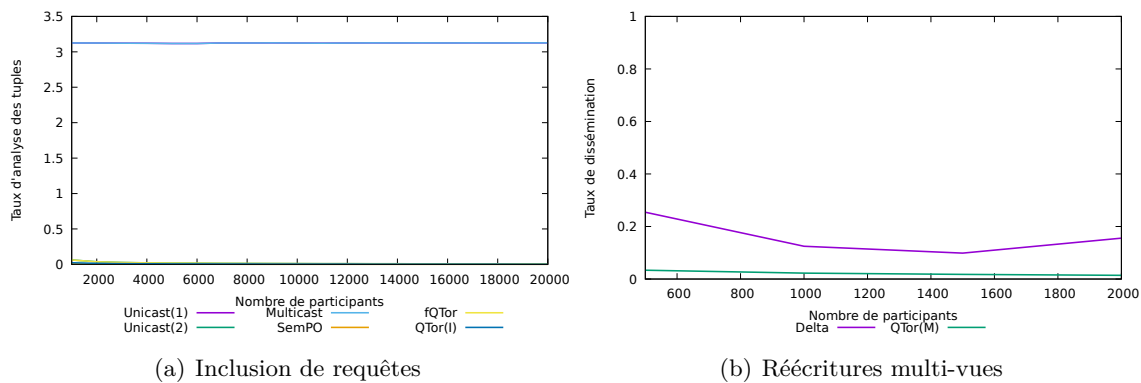 3.5
3
2.5
2
1.5
1
0.5
0
Taux d'analyse des tuples
2000 4000 6000 8000 10000 12000 14000 16000 18000 20000
Nombre de participants
Unicast(1) Multicast fQTor
Unicast(2) SemPO QTor(I)
(a) Inclusion de requêtes
1
0.8
0.6
0.4
0.2
0
Taux de dissémination
600 800 1000 1200 1400 1600 1800 2000
Nombre de participants
Delta QTor(M)
(b) Réécritures multi-vues